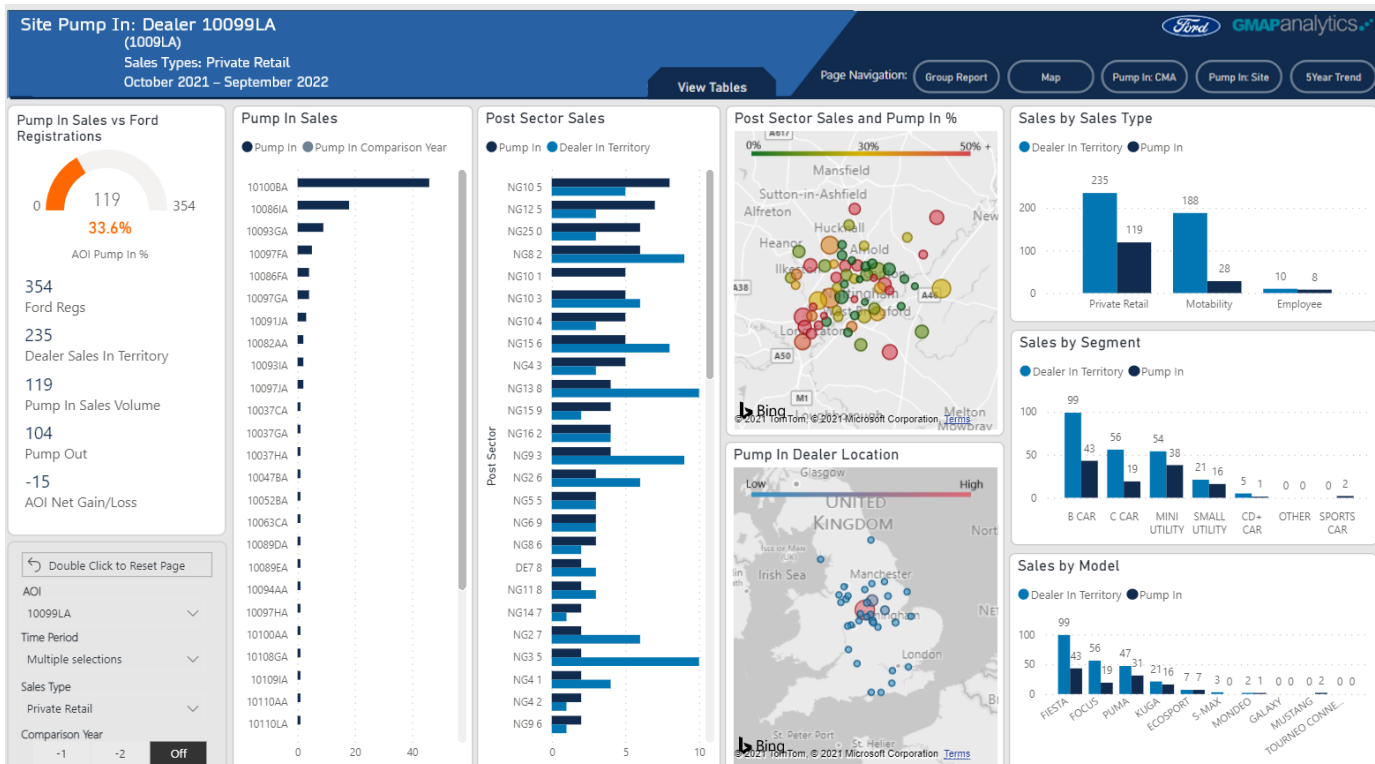 Site Pump In: Dealer 10099LA
(1009LA)
Sales Types: Private Retail
October 2021 – September 2022
View Tables
Ford
GMAPanalytics
Page Navigation:
Group Report
Map
Pump In: CMA
Pump In: Site
5Year Trend
Pump In Sales vs Ford
Registrations
119
0
354
33.6%
AOI Pump In %
354
Ford Regs
235
Dealer Sales In Territory
119
Pump In Sales Volume
104
Pump Out
-15
AOI Net Gain/Loss
Double Click to Reset Page
AOI
10099LA
Time Period
Multiple selections
Sales Type
Private Retail
Comparison Year
-1 -2 Off
Pump In Sales
Pump In Pump In Comparison Year
10100BA
10086IA
10093GA
10097FA
10086FA
10097GA
10091JA
10082AA
10093IA
10097JA
10037CA
10037GA
10037HA
10047BA
10052BA
10063CA
10089DA
10089EA
10094AA
10097HA
10100AA
10108GA
10109IA
10110AA
10110LA
0 20 40
Post Sector Sales
Pump In Dealer In Territory
Post Sector
NG10 5
NG12 5
NG25 0
NG8 2
NG10 1
NG10 3
NG10 4
NG15 6
NG4 3
NG13 8
NG15 9
NG16 2
NG9 3
NG2 6
NG5 5
NG6 9
NG8 6
DE7 8
NG11 8
NG14 7
NG2 7
NG3 5
NG4 1
NG4 2
NG9 6
0 5 10
Post Sector Sales and Pump In %
A617
0% 30% 50% +
Mansfield
Sutton-in-Ashfield
Alfreton
Hucknall
Heanor
Arnold
A38
A46
A50
M1
Loughborough
Melton
Mowbray
Bing
© 2021 TomTom, © 2021 Microsoft Corporation Terms
Pump In Dealer Location
Glasgow
Low High
UNITED
KINGDOM
ISLE OF MAN
(UK)
Irish Sea
Manchester
London
St. Peter Port
St. Helier
Bing
© 2021 TomTom, © 2021 Microsoft Corporation Terms
Sales by Sales Type
Dealer In Territory Pump In
200
100
0
235
119
188
28
10
8
Private Retail Motability Employee
Sales by Segment
Dealer In Territory Pump In
100
50
0
99
43
56
19
54
38
21
16
5
1
0
0
0
2
B CAR
C CAR
MINI
UTILITY
SMALL
UTILITY
CD+
CAR
OTHER
SPORTS
CAR
Sales by Model
Dealer In Territory Pump In
100
50
0
99
43
56
19
47
31
21
16
7
7
3
0
2
1
0
0
0
2
0
0
FIESTA
FOCUS
PUMA
KUGA
ECOSPORT
S-MAX
MONDEO
GALAXY
MUSTANG
TOURNEO CONNE...